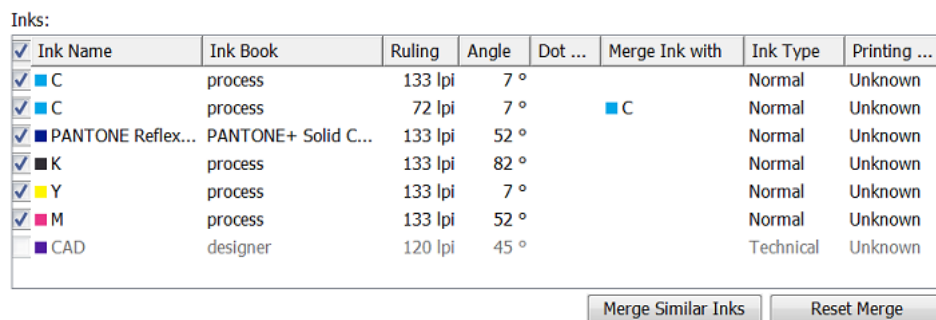 Inks:
Ink Name Ink Book Ruling Angle Dot ... Merge Ink with Ink Type Printing ...
C process 133 lpi 7 ° Normal Unknown
C process 72 lpi 7 ° C Normal Unknown
PANTONE Reflex... PANTONE+ Solid C... 133 lpi 52 ° Normal Unknown
K process 133 lpi 82 ° Normal Unknown
Y process 133 lpi 7 ° Normal Unknown
M process 133 lpi 52 ° Normal Unknown
CAD designer 120 lpi 45 ° Technical Unknown
Merge Similar Inks Reset Merge